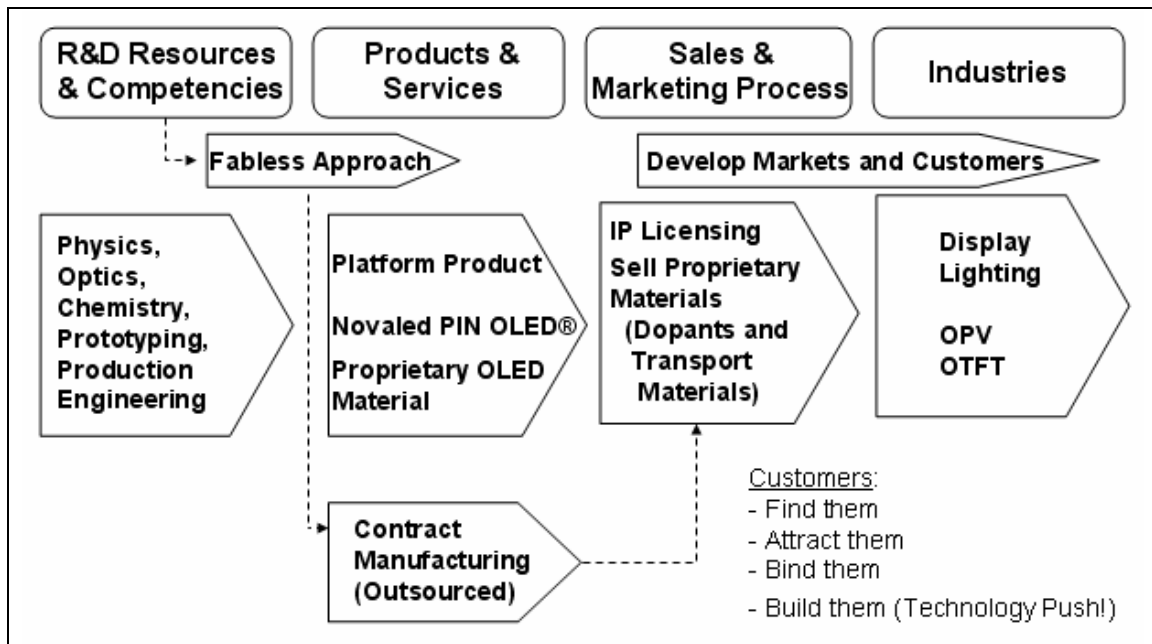 R&D Resources
& Competencies
Products &
Services
Sales &
Marketing Process
Industries
Fabless Approach
Develop Markets and Customers
Physics,
Optics,
Chemistry,
Prototyping,
Production
Engineering
Platform Product
Novaled PIN OLED®
Proprietary OLED
Material
IP Licensing
Sell Proprietary
Materials
(Dopants and
Transport
Materials)
Display
Lighting
OPV
OTFT
Contract
Manufacturing
(Outsourced)
Customers:
- Find them
- Attract them
- Bind them
- Build them (Technology Push!)